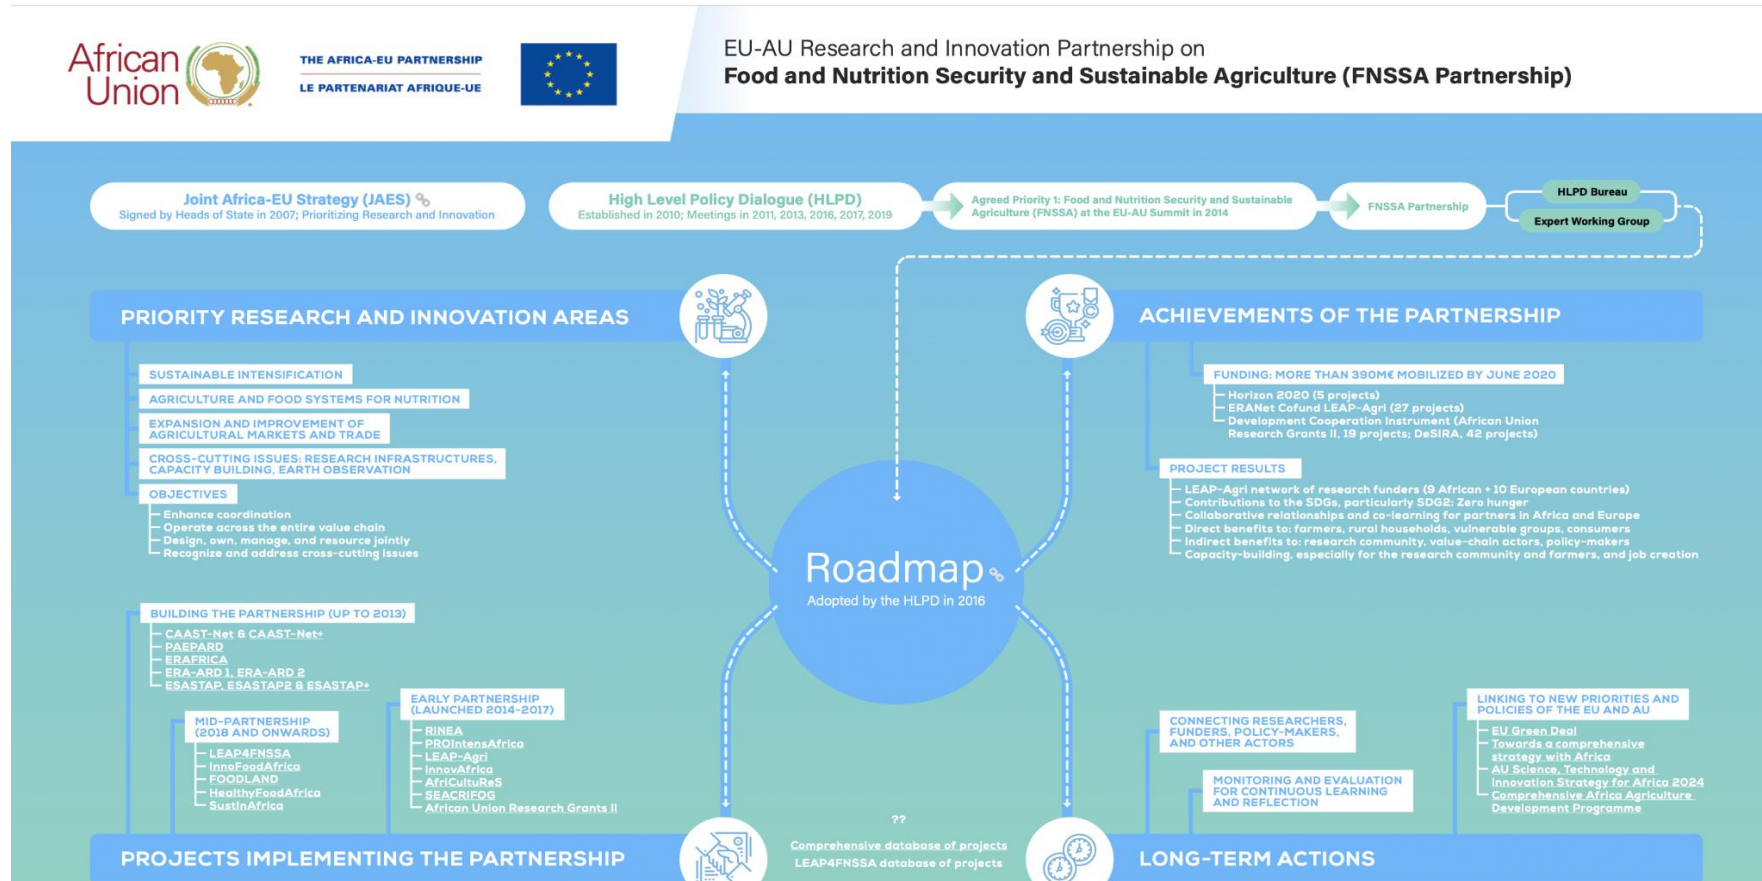 African
Union
THE AFRICA-EU PARTNERSHIP
LE PARTENARIAT AFRIQUE-UE
EU-AU Research and Innovation Partnership on
Food and Nutrition Security and Sustainable Agriculture (FNSSA Partnership)
Joint Africa-EU Strategy (JAES)
Signed by Heads of State in 2007; Prioritizing Research and Innovation
High Level Policy Dialogue (HLPD)
Established in 2010; Meetings in 2011, 2013, 2016, 2017, 2019
Agreed Priority 1: Food and Nutrition Security and Sustainable
Agriculture (FNSSA) at the EU-AU Summit in 2014
FNSSA Partnership
HLPD Bureau
Expert Working Group
PRIORITY RESEARCH AND INNOVATION AREAS
SUSTAINABLE INTENSIFICATION
AGRICULTURE AND FOOD SYSTEMS FOR NUTRITION
EXPANSION AND IMPROVEMENT OF
AGRICULTURAL MARKETS AND TRADE
CROSS-CUTTING ISSUES: RESEARCH INFRASTRUCTURES,
CAPACITY BUILDING, EARTH OBSERVATION
OBJECTIVES
Enhance coordination
Operate across the entire value chain
Design, own, manage, and resource jointly
Recognize and address cross-cutting issues
ACHIEVEMENTS OF THE PARTNERSHIP
FUNDING: MORE THAN 390M€ MOBILIZED BY JUNE 2020
Horizon 2020 (5 projects)
ERANet Cofund LEAP-Agri (27 projects)
Development Cooperation Instrument (African Union
Research Grants II, 19 projects; DeSIRA, 42 projects)
PROJECT RESULTS
LEAP-Agri network of research funders (9 African + 10 European countries)
Contributions to the SDGs, particularly SDG2: Zero hunger
Collaborative relationships and co-learning for partners in Africa and Europe
Direct benefits to: farmers, rural households, vulnerable groups, consumers
Indirect benefits to: research community, value-chain actors, policy-makers
Capacity-building, especially for the research community and farmers, and job creation
Roadmap
Adopted by the HLPD in 2016
BUILDING THE PARTNERSHIP (UP TO 2013)
CAAST-Net & CAAST-Net+
PAEPARD
ERAFRICA
ERA-ARD 1, ERA-ARD 2
ESASTAP, ESASTAP2 & ESASTAP+
MID-PARTNERSHIP
(2018 AND ONWARDS)
LEAP4FNSSA
InnoFoodAfrica
FOODLAND
HealthyFoodAfrica
SustInAfrica
EARLY PARTNERSHIP
(LAUNCHED 2014-2017)
RINEA
PROIntensAfrica
LEAP-Agri
InnovAfrica
AfriCultuReS
SEACRIFOG
African Union Research Grants II
PROJECTS IMPLEMENTING THE PARTNERSHIP
??
Comprehensive database of projects
LEAP4FNSSA database of projects
CONNECTING RESEARCHERS,
FUNDERS, POLICY-MAKERS,
AND OTHER ACTORS
MONITORING AND EVALUATION
FOR CONTINUOUS LEARNING
AND REFLECTION
LINKING TO NEW PRIORITIES AND
POLICIES OF THE EU AND AU
EU Green Deal
Towards a comprehensive
strategy with Africa
AU Science, Technology and
Innovation Strategy for Africa 2024
Comprehensive Africa Agriculture
Development Programme
LONG-TERM ACTIONS